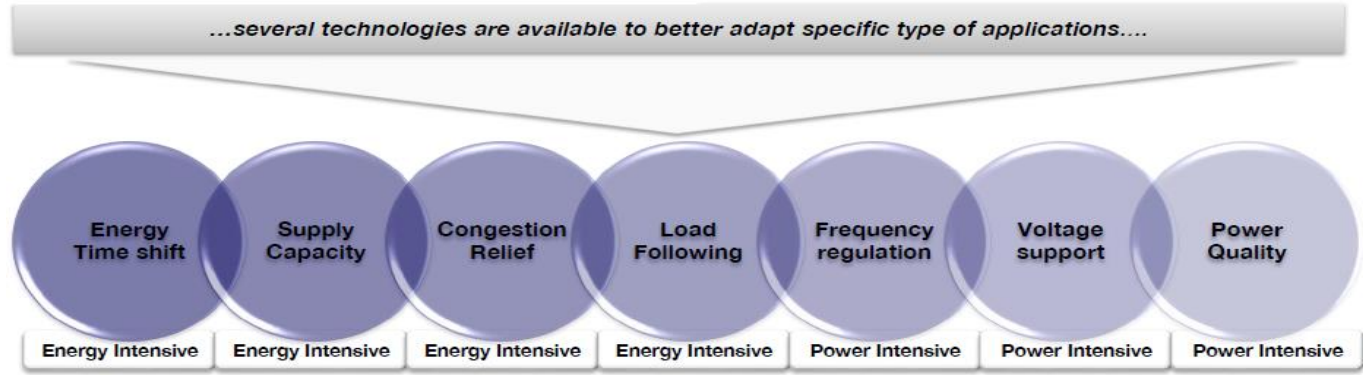 ...several technologies are available to better adapt specific type of applications....
Energy
Time shift
Supply
Capacity
Congestion
Relief
Load
Following
Frequency
regulation
Voltage
support
Power
Quality
Energy Intensive
Energy Intensive
Energy Intensive
Energy Intensive
Power Intensive
Power Intensive
Power Intensive